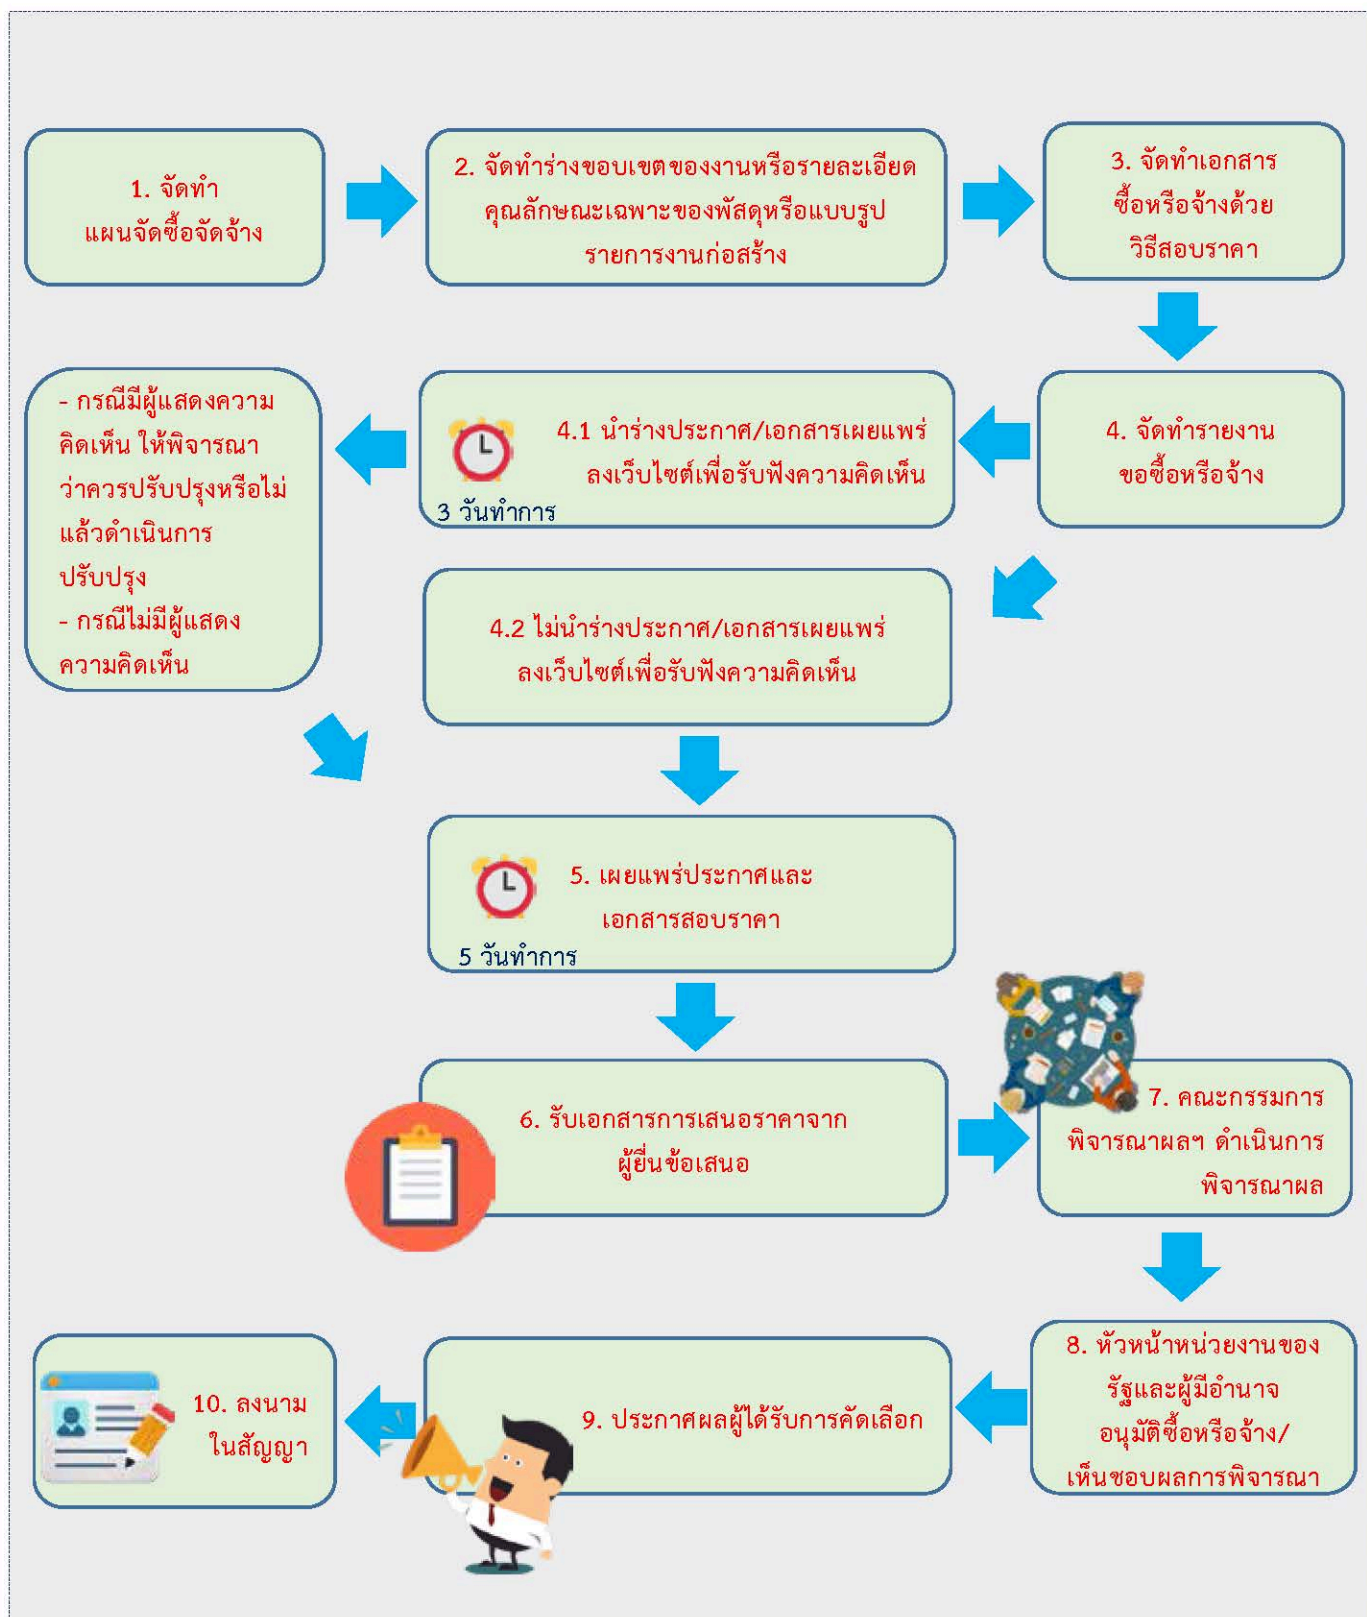 1. จัดทำ
แผนจัดซื้อจัดจ้าง
2. จัดทำร่างขอบเขตของงานหรือรายละเอียด
คุณลักษณะเฉพาะของพัสดุหรือแบบรูป
รายการงานก่อสร้าง
3. จัดทำเอกสาร
ซื้อหรือจ้างด้วย
วิธีสอบราคา
4. จัดทำรายงาน
ขอซื้อหรือจ้าง
4.1 นำร่างประกาศ/เอกสารเผยแพร่
ลงเว็บไซต์เพื่อรับฟังความคิดเห็น
3 วันทำการ
- กรณีมีผู้แสดงความ
คิดเห็น ให้พิจารณา
ว่าควรปรับปรุงหรือไม่
แล้วดำเนินการ
ปรับปรุง
- กรณีไม่มีผู้แสดง
ความคิดเห็น
4.2 ไม่นำร่างประกาศ/เอกสารเผยแพร่
ลงเว็บไซต์เพื่อรับฟังความคิดเห็น
5. เผยแพร่ประกาศและ
เอกสารสอบราคา
5 วันทำการ
6. รับเอกสารการเสนอราคาจาก
ผู้ยื่นข้อเสนอ
7. คณะกรรมการ
พิจารณาผลฯ ดำเนินการ
พิจารณาผล
8. หัวหน้าหน่วยงานของ
รัฐและผู้มีอำนาจ
อนุมัติซื้อหรือจ้าง/
เห็นชอบผลการพิจารณา
9. ประกาศผลผู้ได้รับการคัดเลือก
10. ลงนาม
ในสัญญา